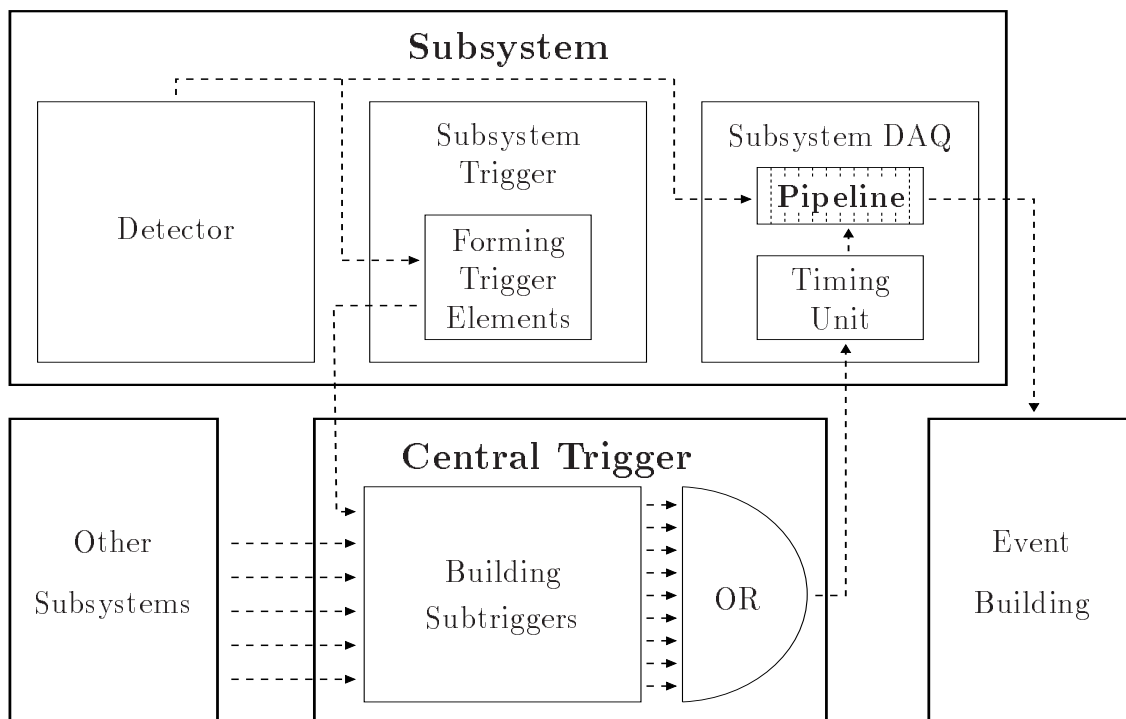 Subsystem
Detector
Subsystem
Trigger
Forming
Trigger
Elements
Subsystem DAQ
Pipeline
Timing
Unit
Other
Subsystems
Central Trigger
Building
Subtriggers
OR
Event
Building